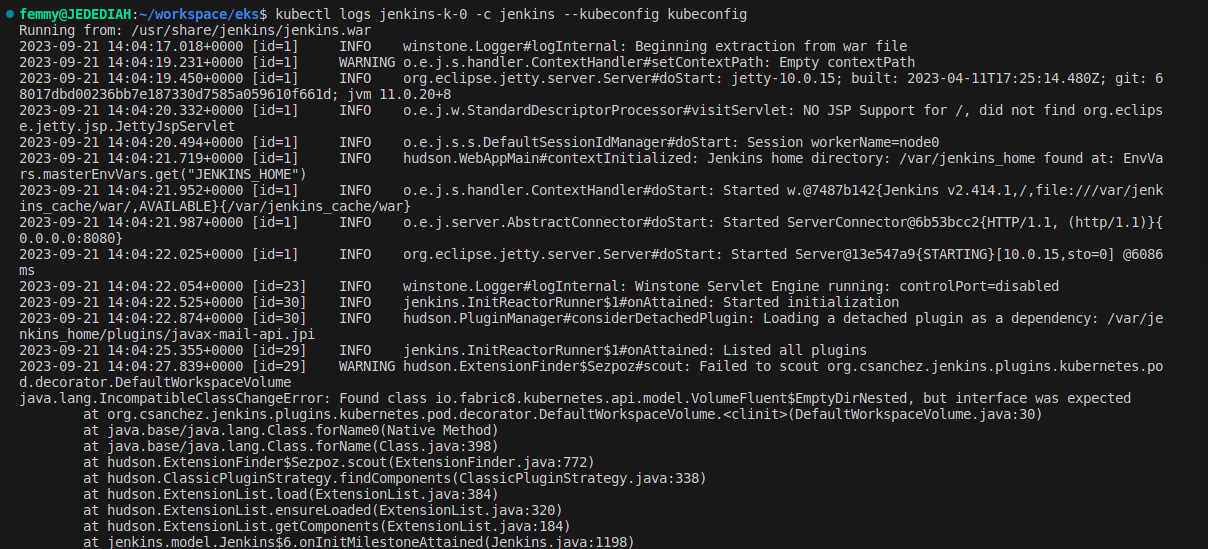 femmy@JEDEDIAH:~/workspace/eks$ kubectl logs jenkins-k-0 -c jenkins --kubeconfig kubeconfig
Running from: /usr/share/jenkins/jenkins.war
2023-09-21 14:04:17.018+0000 [id=1]     INFO    winstone.Logger#logInternal: Beginning extraction from war file
2023-09-21 14:04:19.231+0000 [id=1]     WARNING o.e.j.s.handler.ContextHandler#setContextPath: Empty contextPath
2023-09-21 14:04:19.450+0000 [id=1]     INFO    org.eclipse.jetty.server.Server#doStart: jetty-10.0.15; built: 2023-04-11T17:25:14.480Z; git: 6
8017dbd00236bb7e187330d7585a059610f661d; jvm 11.0.20+8
2023-09-21 14:04:20.332+0000 [id=1]     INFO    o.e.j.w.StandardDescriptorProcessor#visitServlet: NO JSP Support for /, did not find org.eclips
e.jetty.jsp.JettyJspServlet
2023-09-21 14:04:20.494+0000 [id=1]     INFO    o.e.j.s.s.DefaultSessionIdManager#doStart: Session workerName=node0
2023-09-21 14:04:21.719+0000 [id=1]     INFO    hudson.WebAppMain#contextInitialized: Jenkins home directory: /var/jenkins_home found at: EnvVa
rs.masterEnvVars.get("JENKINS_HOME")
2023-09-21 14:04:21.952+0000 [id=1]     INFO    o.e.j.s.handler.ContextHandler#doStart: Started w.@7487b142{Jenkins v2.414.1,/,file:///var/jenk
ins_cache/war/,AVAILABLE}{/var/jenkins_cache/war}
2023-09-21 14:04:21.987+0000 [id=1]     INFO    o.e.j.server.AbstractConnector#doStart: Started ServerConnector@6b53bcc2{HTTP/1.1, (http/1.1)}{
0.0.0.0:8080}
2023-09-21 14:04:22.025+0000 [id=1]     INFO    org.eclipse.jetty.server.Server#doStart: Started Server@13e547a9{STARTING}[10.0.15,sto=0] @6086
ms
2023-09-21 14:04:22.054+0000 [id=23]    INFO    winstone.Logger#logInternal: Winstone Servlet Engine running: controlPort=disabled
2023-09-21 14:04:22.525+0000 [id=30]    INFO    jenkins.InitReactorRunner$1#onAttained: Started initialization
2023-09-21 14:04:22.874+0000 [id=30]    INFO    hudson.PluginManager#considerDetachedPlugin: Loading a detached plugin as a dependency: /var/je
nkins_home/plugins/javax-mail-api.jpi
2023-09-21 14:04:25.355+0000 [id=29]    INFO    jenkins.InitReactorRunner$1#onAttained: Listed all plugins
2023-09-21 14:04:27.839+0000 [id=29]    WARNING hudson.ExtensionFinder$Sezpoz#scout: Failed to scout org.csanchez.jenkins.plugins.kubernetes.po
d.decorator.DefaultWorkspaceVolume
java.lang.IncompatibleClassChangeError: Found class io.fabric8.kubernetes.api.model.VolumeFluent$EmptyDirNested, but interface was expected
        at org.csanchez.jenkins.plugins.kubernetes.pod.decorator.DefaultWorkspaceVolume.<clinit>(DefaultWorkspaceVolume.java:30)
        at java.base/java.lang.Class.forName0(Native Method)
        at java.base/java.lang.Class.forName(Class.java:398)
        at hudson.ExtensionFinder$Sezpoz.scout(ExtensionFinder.java:772)
        at hudson.ClassicPluginStrategy.findComponents(ClassicPluginStrategy.java:338)
        at hudson.ExtensionList.load(ExtensionList.java:384)
        at hudson.ExtensionList.ensureLoaded(ExtensionList.java:320)
        at hudson.ExtensionList.getComponents(ExtensionList.java:184)
        at jenkins.model.Jenkins$6.onInitMilestoneAttained(Jenkins.java:1198)